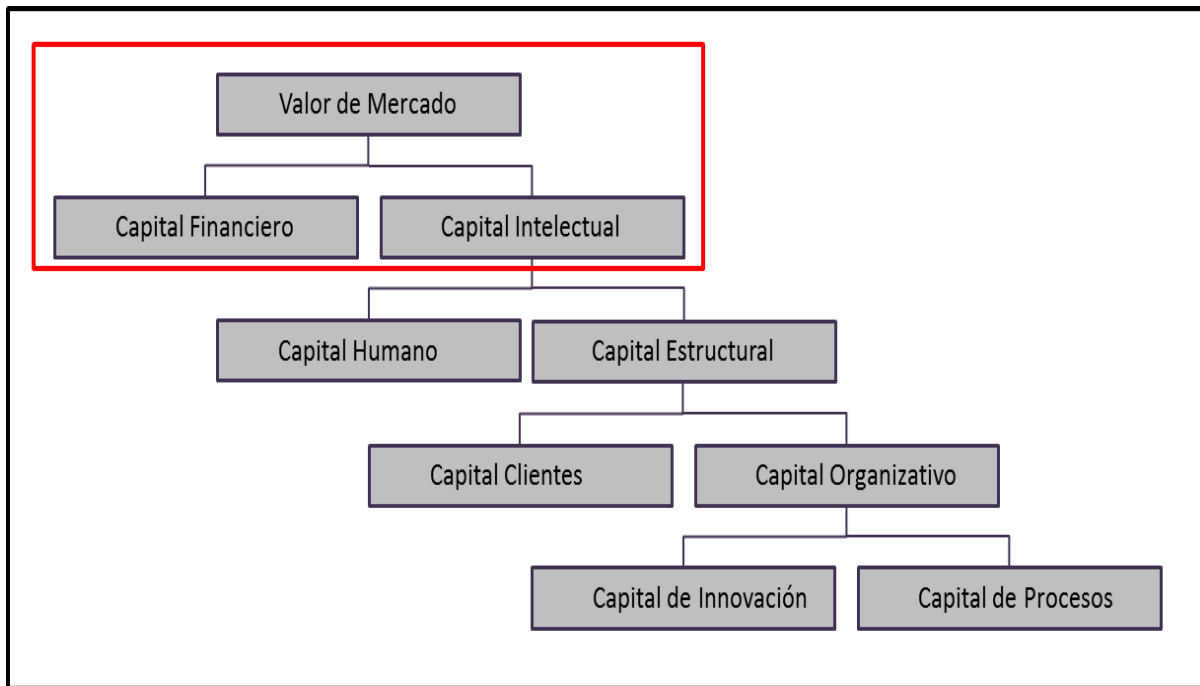 Valor de Mercado
Capital Financiero
Capital Intelectual
Capital Humano
Capital Estructural
Capital Clientes
Capital Organizativo
Capital de Innovación
Capital de Procesos